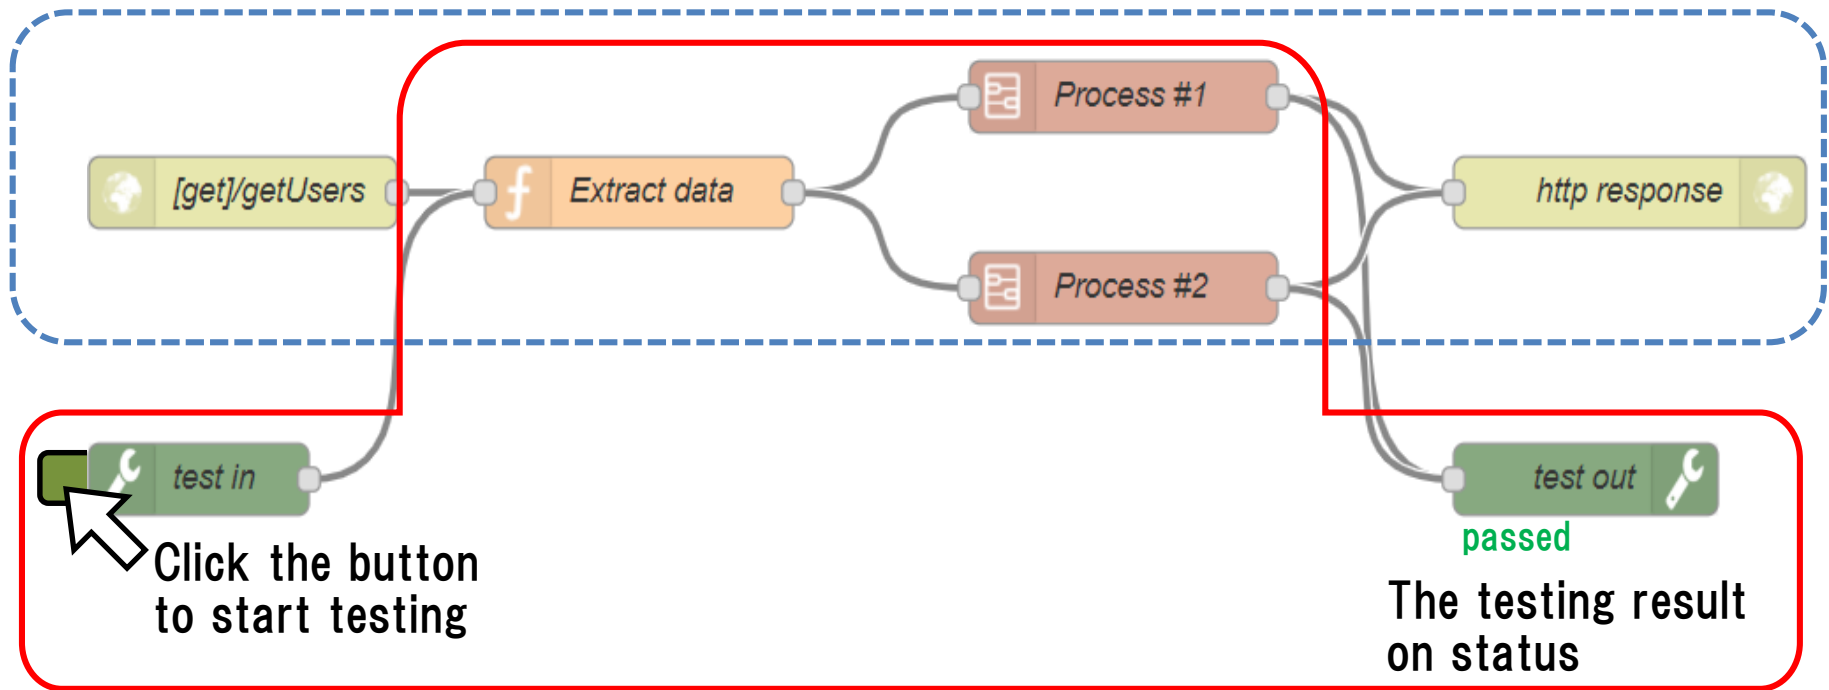 Process #1
[get]/getUsers
Extract data
http response
Process #2
test in
test out
passed
Click the button
to start testing
The testing result
on status